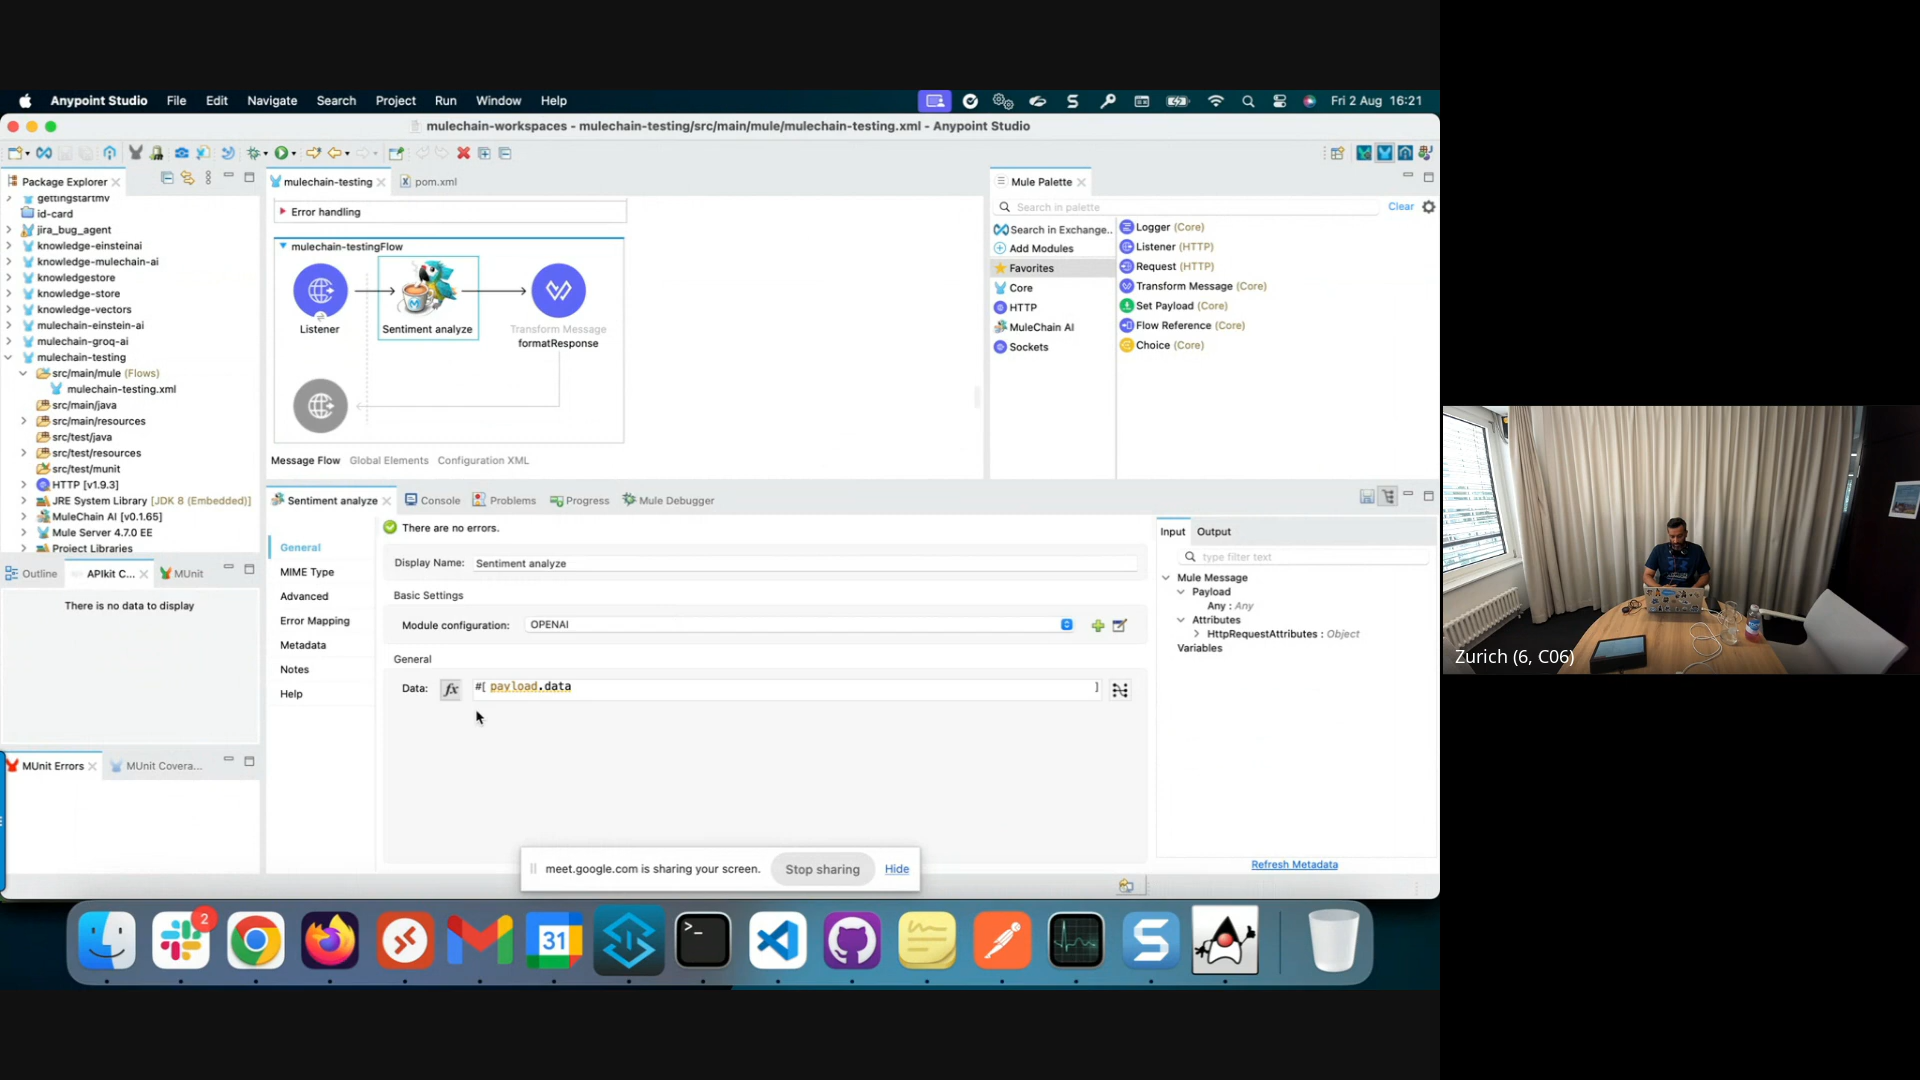 Anypoint Studio File Edit Navigate Search Project Run Window Help
Fri 2 Aug 16:21
mulechain-workspaces - mulechain-testing/src/main/mule/mulechain-testing.xml - Anypoint Studio
Package Explorer
gettingstartmv
id-card
jira_bug_agent
knowledge-einsteinai
knowledge-mulechain-ai
knowledgestore
knowledge-store
knowledge-vectors
mulechain-einstein-ai
mulechain-groq-ai
mulechain-testing
src/main/mule (Flows)
mulechain-testing.xml
src/main/java
src/main/resources
src/test/java
src/test/resources
src/test/munit
HTTP [v1.9.3]
JRE System Library [JDK 8 (Embedded)]
MuleChain AI [v0.1.65]
Mule Server 4.7.0 EE
Project Libraries
Outline APIkit C... MUnit
There is no data to display
MUnit Errors MUnit Covera...
mulechain-testing pom.xml
Error handling
mulechain-testingFlow
Listener
Sentiment analyze
Transform Message
formatResponse
Message Flow Global Elements Configuration XML
Mule Palette
Search in palette
Clear
Search in Exchange..
Add Modules
Favorites
Core
HTTP
MuleChain AI
Sockets
Logger (Core)
Listener (HTTP)
Request (HTTP)
Transform Message (Core)
Set Payload (Core)
Flow Reference (Core)
Choice (Core)
Sentiment analyze Console Problems Progress Mule Debugger
General
MIME Type
Advanced
Error Mapping
Metadata
Notes
Help
There are no errors.
Display Name: Sentiment analyze
Basic Settings
Module configuration: OPENAI
General
Data: fx #[ payload.data ]
Input Output
type filter text
Mule Message
Payload
Any : Any
Attributes
HttpRequestAttributes : Object
Variables
Refresh Metadata
meet.google.com is sharing your screen. Stop sharing Hide
2
31
>_
S
Zurich (6, C06)